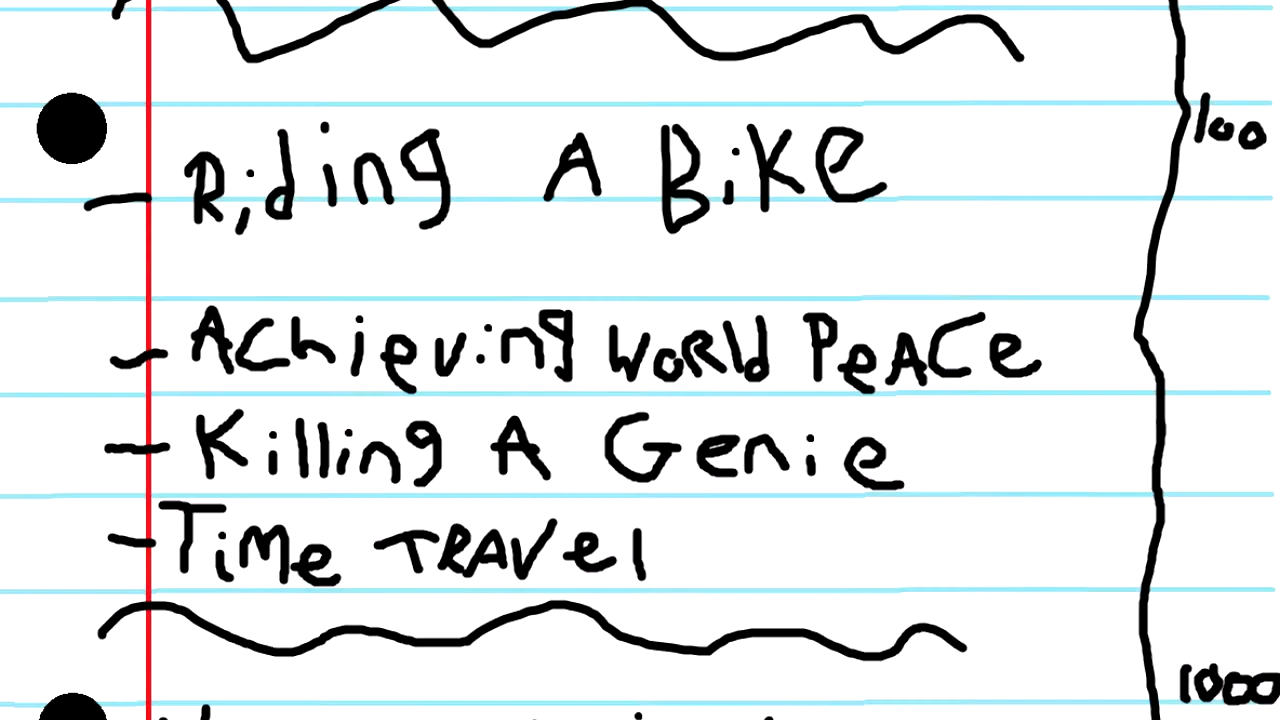 100
- Riding A Bike
- Achieving World Peace
- Killing A Genie
- Time Travel
1000